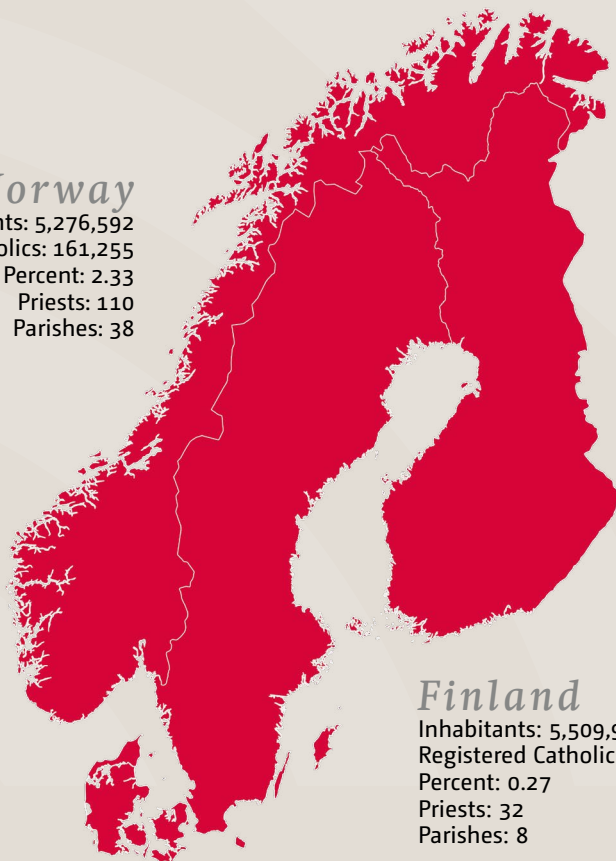 orway
nts: 5,276,592
olics: 161,255
Percent: 2.33
Priests: 110
Parishes: 38
Finland
Inhabitants: 5,509,9
Registered Catholic
Percent: 0.27
Priests: 32
Parishes: 8